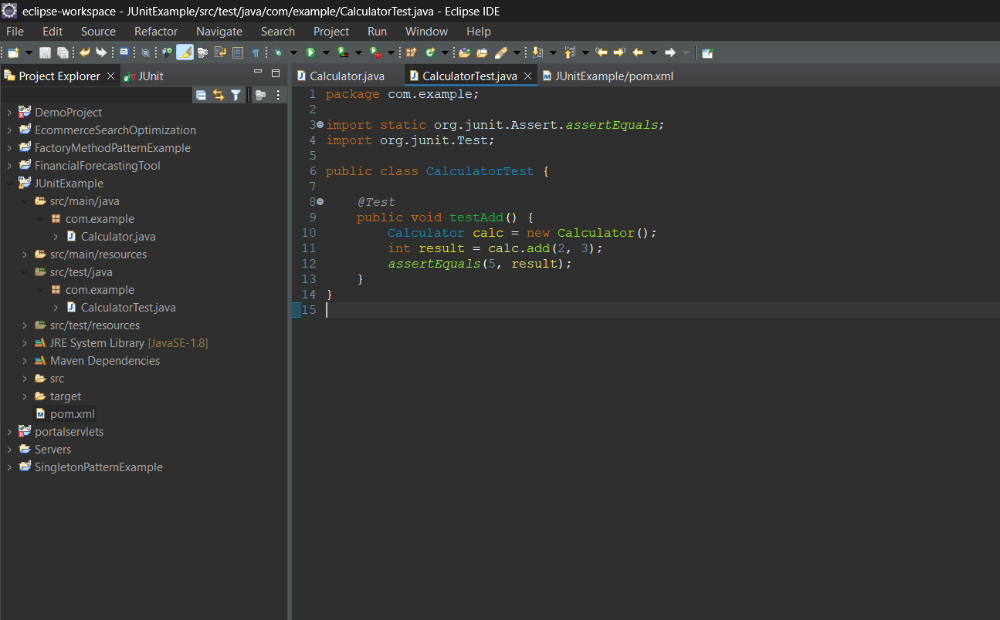 eclipse-workspace - JUnitExample/src/test/java/com/example/CalculatorTest.java - Eclipse IDE
File Edit Source Refactor Navigate Search Project Run Window Help
Project Explorer JUnit
DemoProject
EcommerceSearchOptimization
FactoryMethodPatternExample
FinancialForecastingTool
JUnitExample
src/main/java
com.example
Calculator.java
src/main/resources
src/test/java
com.example
CalculatorTest.java
src/test/resources
JRE System Library [JavaSE-1.8]
Maven Dependencies
src
target
pom.xml
portalservlets
Servers
SingletonPatternExample
Calculator.java CalculatorTest.java JUnitExample/pom.xml
1 package com.example;
2
3 import static org.junit.Assert.assertEquals;
4 import org.junit.Test;
5
6 public class CalculatorTest {
7
8 @Test
9 public void testAdd() {
10 Calculator calc = new Calculator();
11 int result = calc.add(2, 3);
12 assertEquals(5, result);
13 }
14 }
15